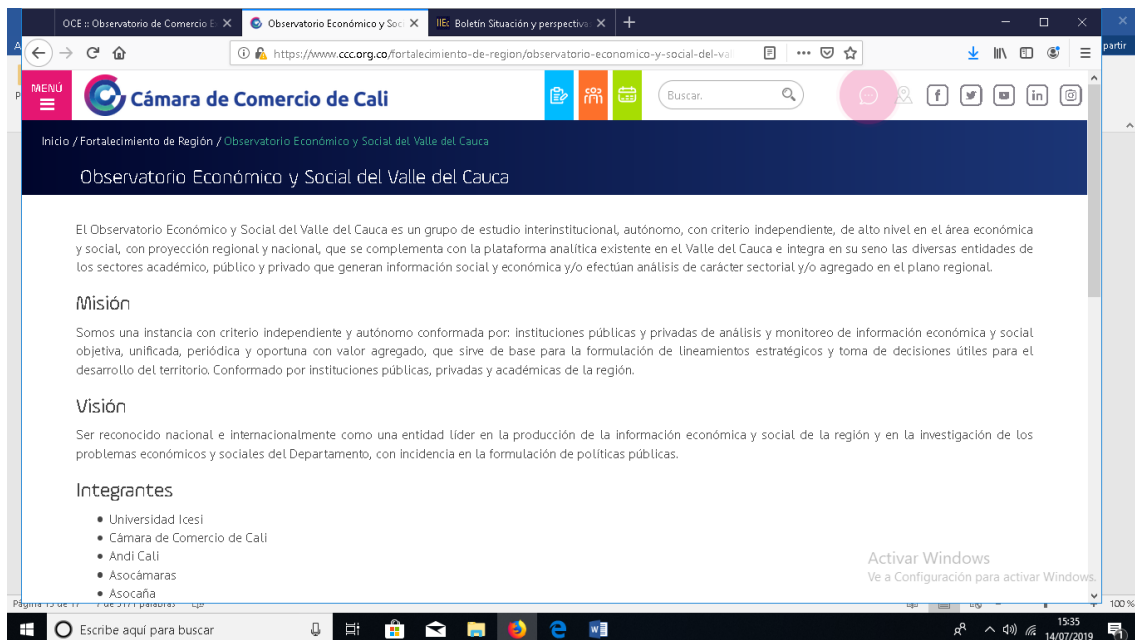 OCE :: Observatorio de Comercio E
Observatorio Económico y Soci
IIEc Boletín Situación y perspectiva
https://www.ccc.org.co/fortalecimiento-de-region/observatorio-economico-y-social-del-val
partir
MENÚ
Cámara de Comercio de Cali
Buscar.
Inicio / Fortalecimiento de Región / Observatorio Económico y Social del Valle del Cauca
Observatorio Económico y Social del Valle del Cauca
El Observatorio Económico y Social del Valle del Cauca es un grupo de estudio interinstitucional, autónomo, con criterio independiente, de alto nivel en el área económica
y social, con proyección regional y nacional, que se complementa con la plataforma analítica existente en el Valle del Cauca e integra en su seno las diversas entidades de
los sectores académico, público y privado que generan información social y económica y/o efectúan análisis de carácter sectorial y/o agregado en el plano regional.
Misión
Somos una instancia con criterio independiente y autónomo conformada por: instituciones públicas y privadas de análisis y monitoreo de información económica y social
objetiva, unificada, periódica y oportuna con valor agregado, que sirve de base para la formulación de lineamientos estratégicos y toma de decisiones útiles para el
desarrollo del territorio. Conformado por instituciones públicas, privadas y académicas de la región.
Visión
Ser reconocido nacional e internacionalmente como una entidad líder en la producción de la información económica y social de la región y en la investigación de los
problemas económicos y sociales del Departamento, con incidencia en la formulación de políticas públicas.
Integrantes
● Universidad Icesi
● Cámara de Comercio de Cali
● Andi Cali
● Asocámaras
● Asocaña
Activar Windows
Ve a Configuración para activar Windows.
100 %
Escribe aquí para buscar
15:35
14/07/2019